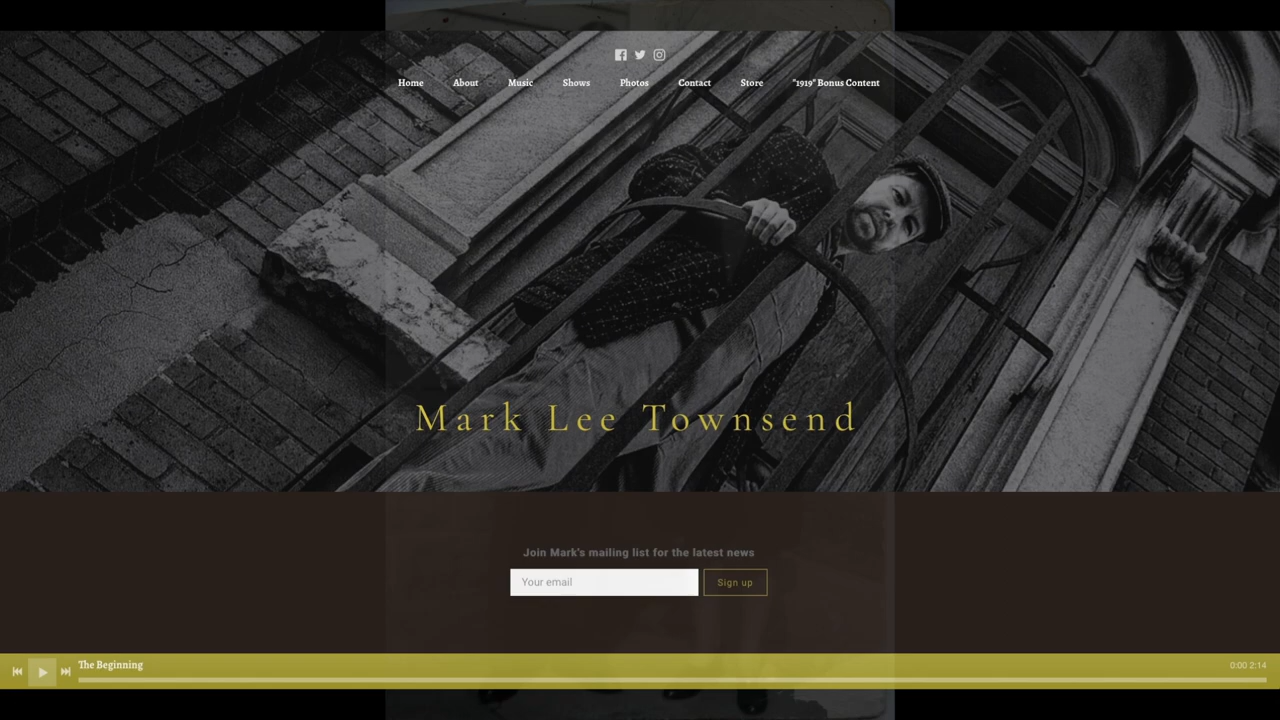 Home About Music Shows Photos Contact Store "1919" Bonus Content
Mark Lee Townsend
Join Mark's mailing list for the latest news
Your email Sign up
The Beginning 0:00 2:14